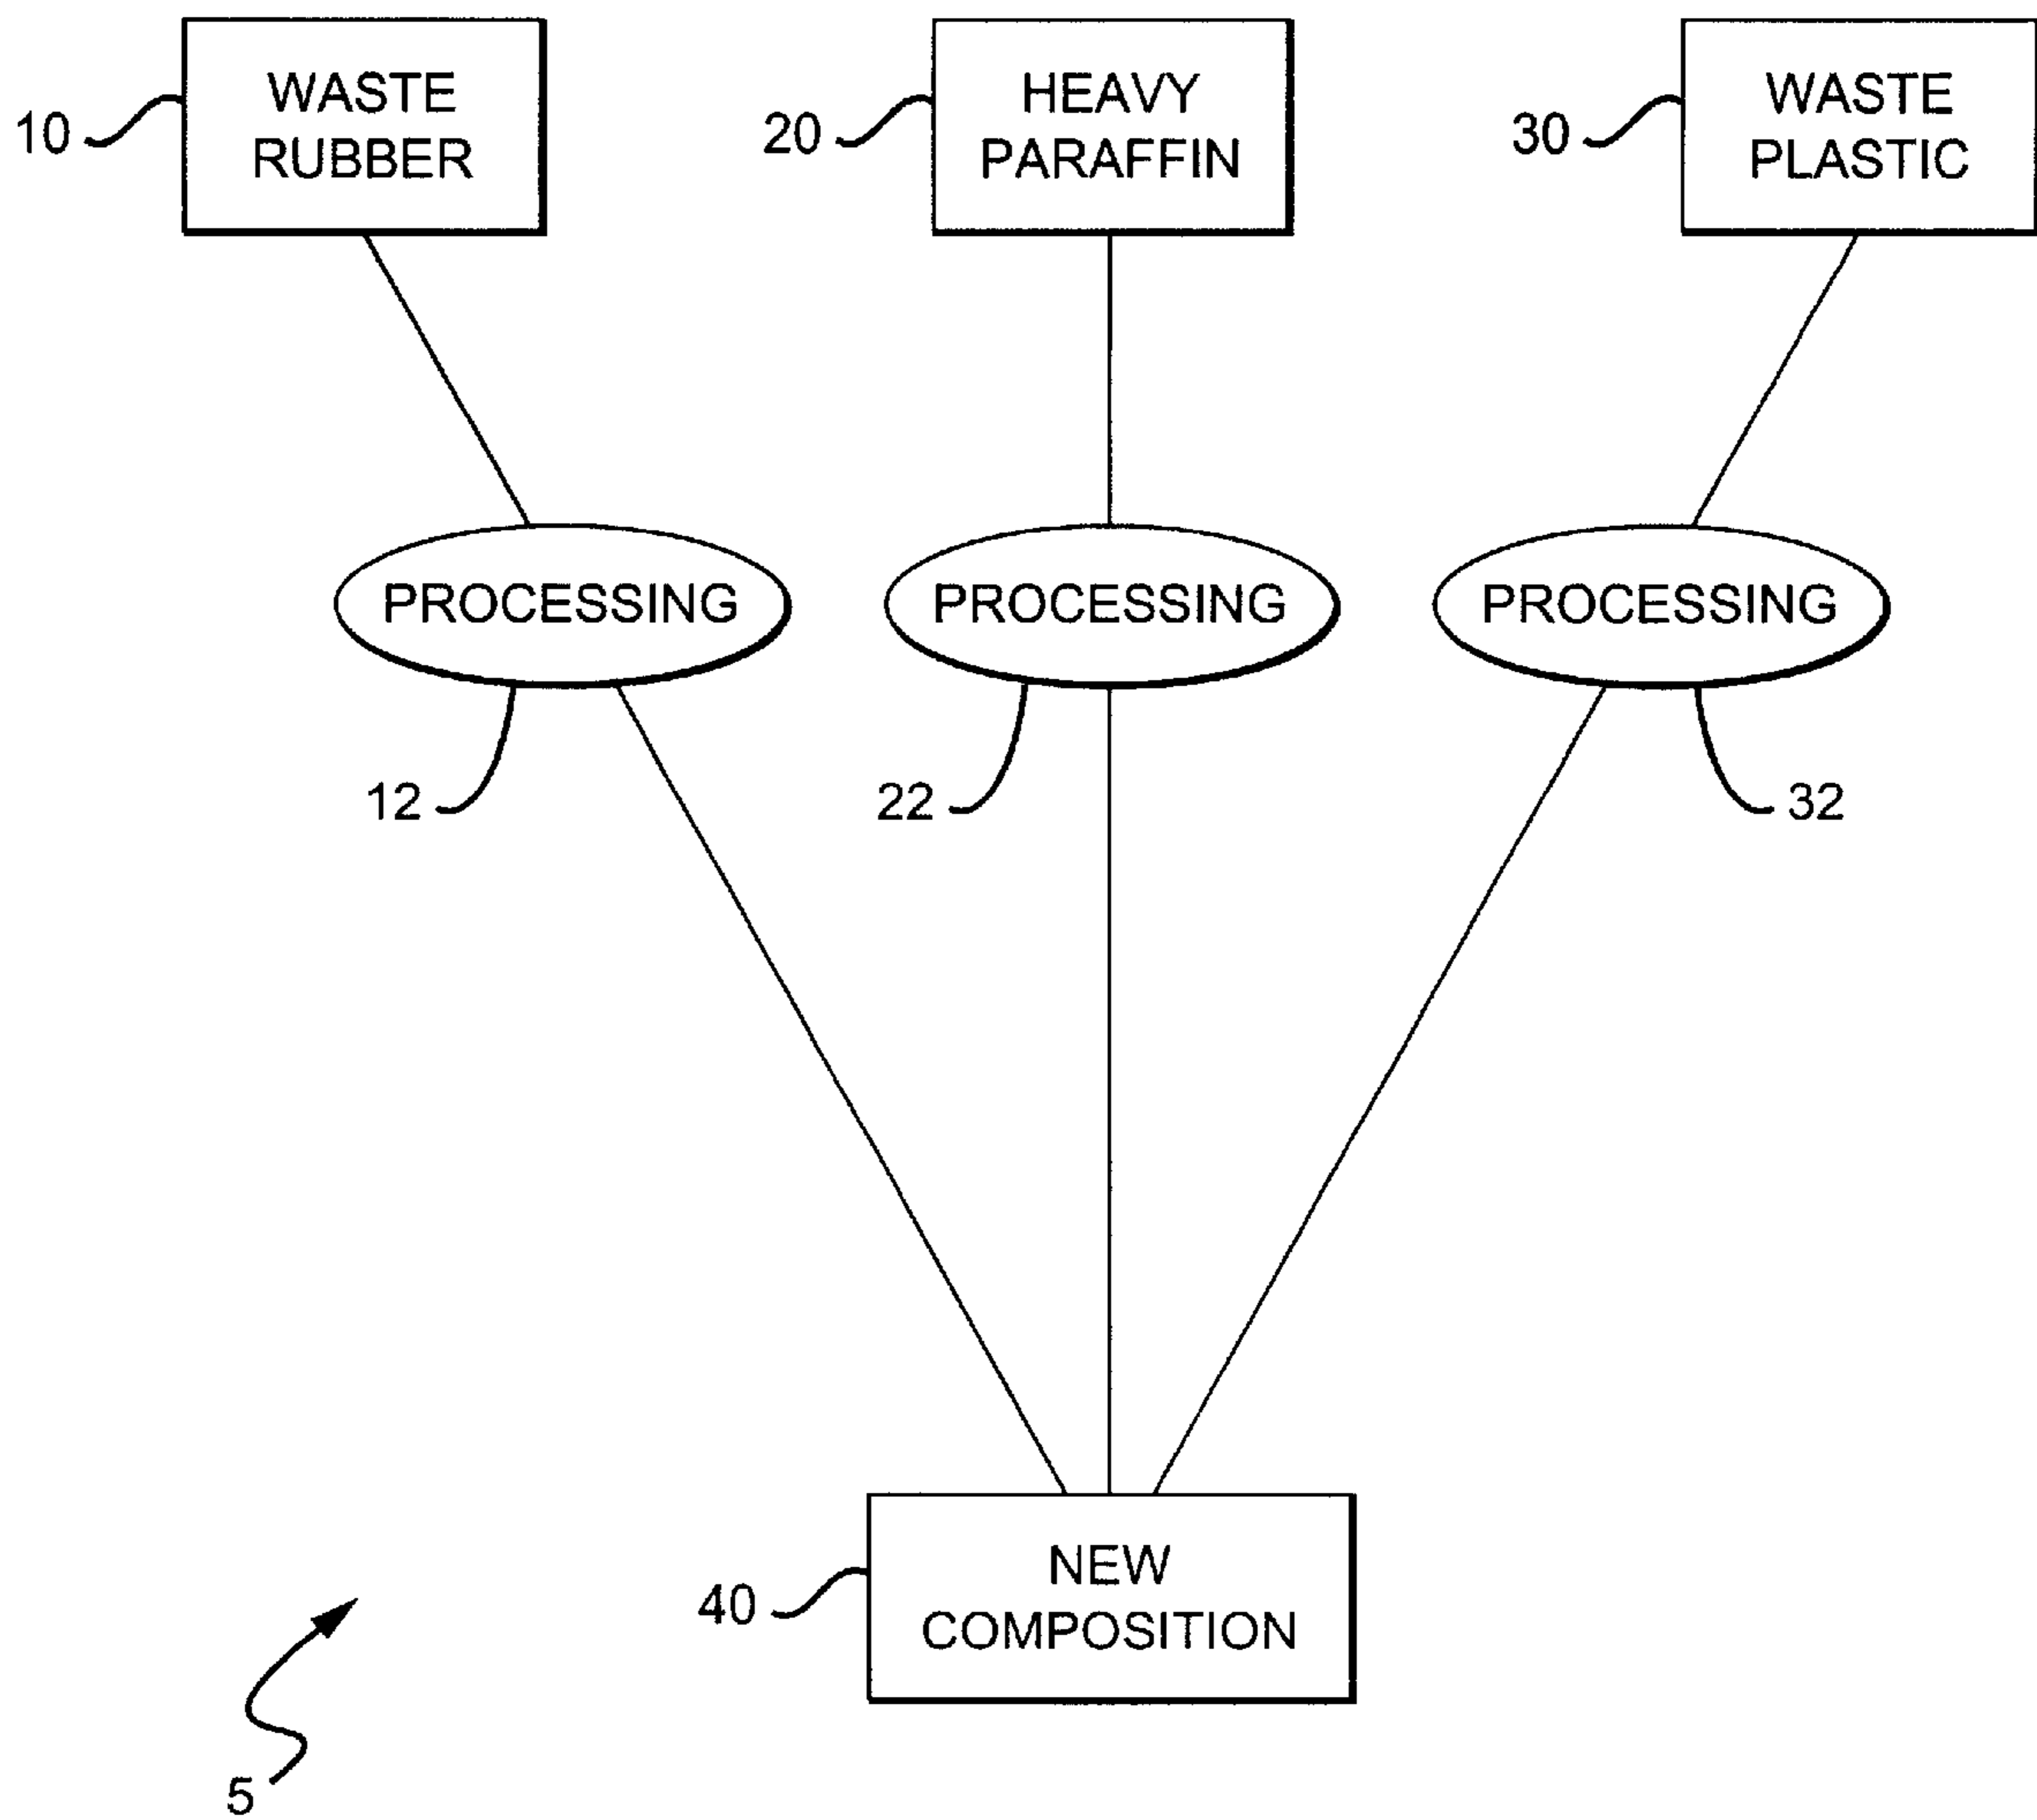 WASTE
RUBBER
10
HEAVY
PARAFFIN
20
WASTE
PLASTIC
30
PROCESSING
12
PROCESSING
22
PROCESSING
32
NEW
COMPOSITION
40
5